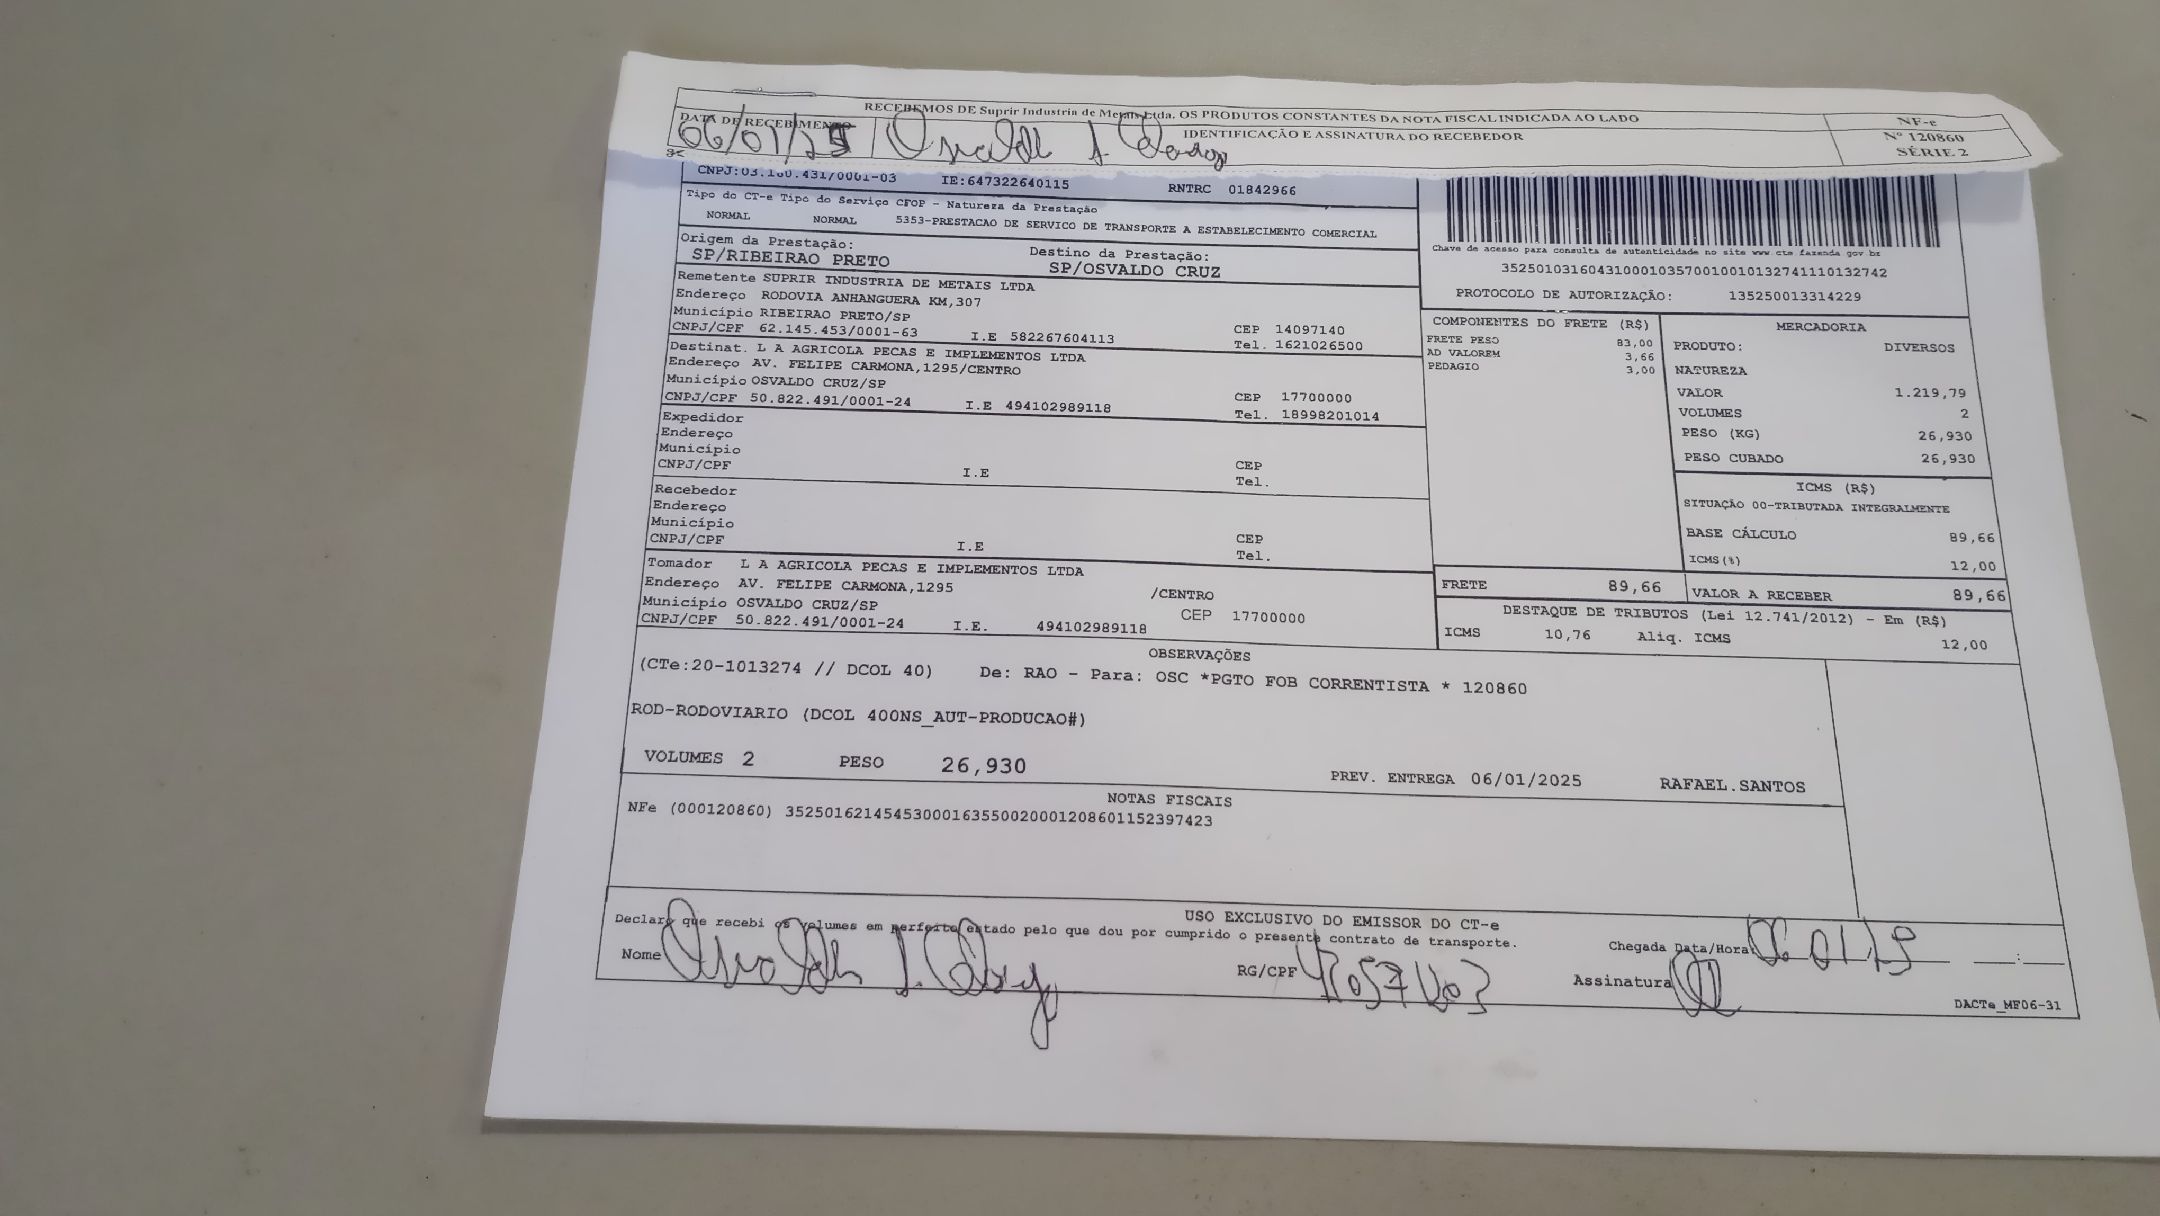 RECEBEMOS DE Suprir Industria de Metais Ltda. OS PRODUTOS CONSTANTES DA NOTA FISCAL INDICADA AO LADO
DATA DE RECEBIMENTO IDENTIFICAÇÃO E ASSINATURA DO RECEBEDOR
06/01/25
NF-e
Nº 120860
SÉRIE 2
CNPJ:03.160.431/0001-03 IE:647322640115 RNTRC 01842966
Tipo do CT-e Tipo do Serviço CFOP - Natureza da Prestação
NORMAL NORMAL 5353-PRESTACAO DE SERVICO DE TRANSPORTE A ESTABELECIMENTO COMERCIAL
Origem da Prestação: Destino da Prestação:
SP/RIBEIRAO PRETO SP/OSVALDO CRUZ
Remetente SUPRIR INDUSTRIA DE METAIS LTDA
Endereço RODOVIA ANHANGUERA KM,307
Município RIBEIRAO PRETO/SP CEP 14097140
CNPJ/CPF 62.145.453/0001-63 I.E 582267604113 Tel. 1621026500
Destinat. L A AGRICOLA PECAS E IMPLEMENTOS LTDA
Endereço AV. FELIPE CARMONA,1295/CENTRO
Município OSVALDO CRUZ/SP CEP 17700000
CNPJ/CPF 50.822.491/0001-24 I.E 494102989118 Tel. 18998201014
Expedidor
Endereço
Município
CNPJ/CPF I.E CEP
Tel.
Recebedor
Endereço
Município
CNPJ/CPF I.E CEP
Tel.
Tomador L A AGRICOLA PECAS E IMPLEMENTOS LTDA
Endereço AV. FELIPE CARMONA,1295 /CENTRO
Município OSVALDO CRUZ/SP CEP 17700000
CNPJ/CPF 50.822.491/0001-24 I.E. 494102989118
Chave de acesso para consulta de autenticidade no site www cte fazenda gov br
35250103160431000103570010010132741110132742
PROTOCOLO DE AUTORIZAÇÃO: 135250013314229
COMPONENTES DO FRETE (R$)
FRETE PESO 83,00
AD VALOREM 3,66
PEDAGIO 3,00
MERCADORIA
PRODUTO: DIVERSOS
NATUREZA
VALOR 1.219,79
VOLUMES 2
PESO (KG) 26,930
PESO CUBADO 26,930
ICMS (R$)
SITUAÇÃO 00-TRIBUTADA INTEGRALMENTE
BASE CÁLCULO 89,66
ICMS(%) 12,00
FRETE 89,66 VALOR A RECEBER 89,66
DESTAQUE DE TRIBUTOS (Lei 12.741/2012) - Em (R$)
ICMS 10,76 Aliq. ICMS 12,00
OBSERVAÇÕES
(CTe:20-1013274 // DCOL 40) De: RAO - Para: OSC *PGTO FOB CORRENTISTA * 120860
ROD-RODOVIARIO (DCOL 400NS_AUT-PRODUCAO#)
VOLUMES 2 PESO 26,930 PREV. ENTREGA 06/01/2025 RAFAEL.SANTOS
NOTAS FISCAIS
NFe (000120860) 35250162145453000163550020001208601152397423
USO EXCLUSIVO DO EMISSOR DO CT-e
Declaro que recebi os volumes em perfeito estado pelo que dou por cumprido o presente contrato de transporte.
Nome RG/CPF Chegada Data/Hora: __:__
Assinatura
DACTe_MF06-31